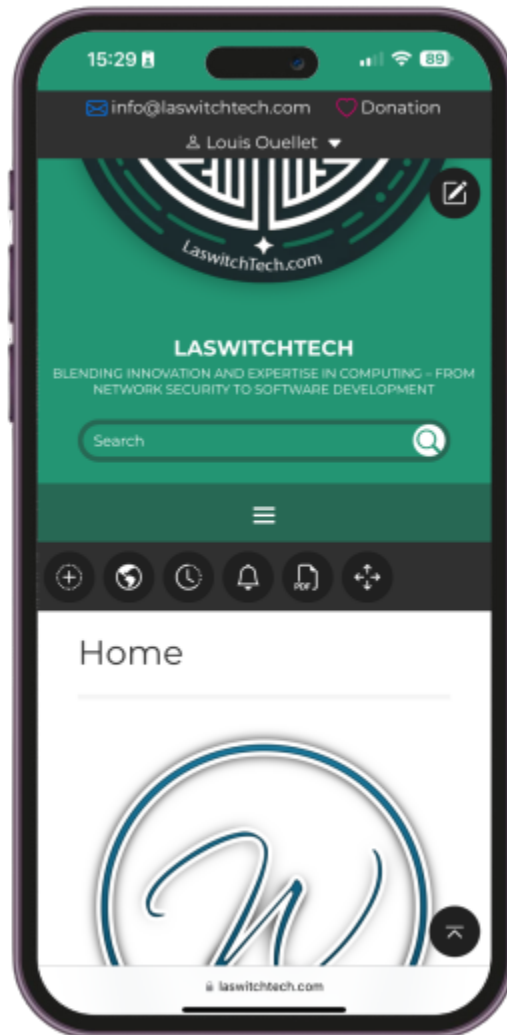 15:29
89
info@laswitchtech.com Donation
Louis Ouellet
LaswitchTech.com
LASWITCHTECH
BLENDING INNOVATION AND EXPERTISE IN COMPUTING – FROM
NETWORK SECURITY TO SOFTWARE DEVELOPMENT
Search
PDF
Home
W
laswitchtech.com